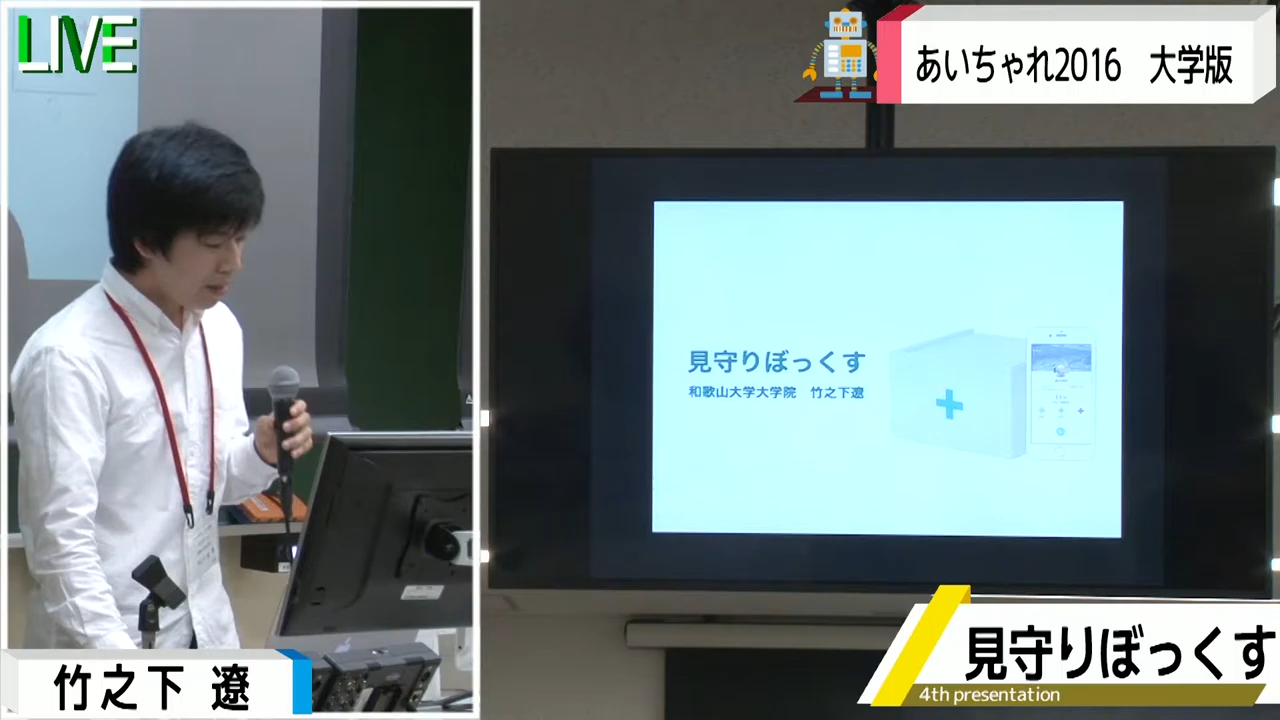 LIVE
あいちゃれ2016　大学版
見守りぼっくす
和歌山大学大学院　竹之下遼
竹之下 遼
見守りぼっくす
4th presentation